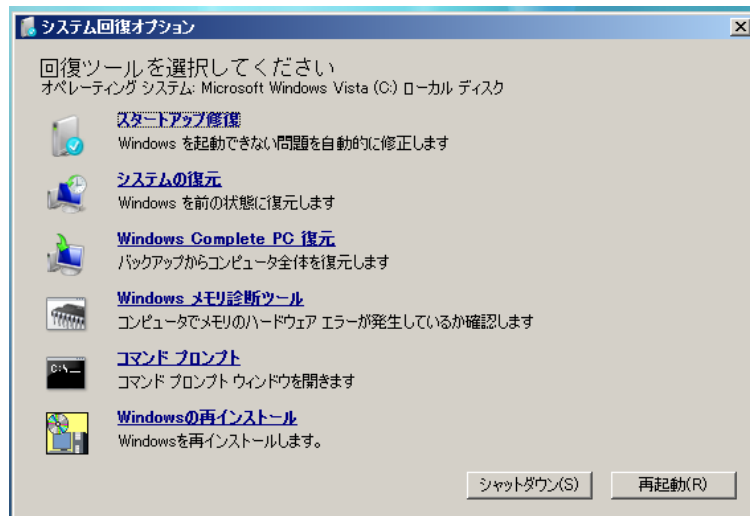 システム回復オプション
回復ツールを選択してください
オペレーティング システム: Microsoft Windows Vista (C:) ローカル ディスク
スタートアップ修復
Windows を起動できない問題を自動的に修正します
システムの復元
Windows を前の状態に復元します
Windows Complete PC 復元
バックアップからコンピュータ全体を復元します
Windows メモリ診断ツール
コンピュータでメモリのハードウェア エラーが発生しているか確認します
C:\_
コマンド プロンプト
コマンド プロンプト ウィンドウを開きます
Windowsの再インストール
Windowsを再インストールします。
シャットダウン(S)
再起動(R)